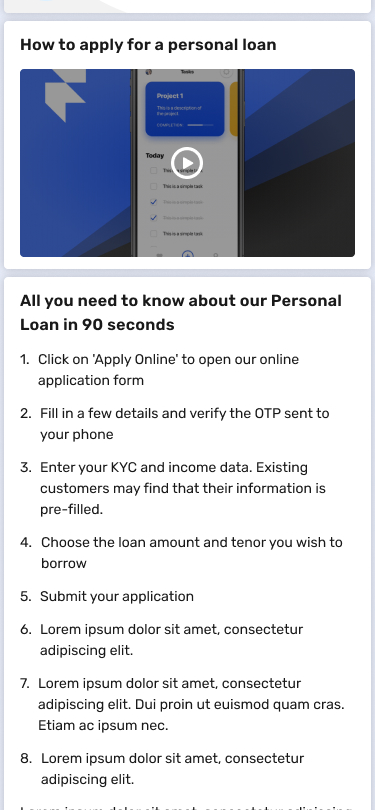 How to apply for a personal loan
Tasks
Project 1
This is a description of
the project
Today
This is a simple task
This is a simple task
This is a simple task
This is a simple task
This is a simple task
All you need to know about our Personal
Loan in 90 seconds
1. Click on 'Apply Online' to open our online
application form
2. Fill in a few details and verify the OTP sent to
your phone
3. Enter your KYC and income data. Existing
customers may find that their information is
pre-filled.
4. Choose the loan amount and tenor you wish to
borrow
5. Submit your application
6. Lorem ipsum dolor sit amet, consectetur
adipiscing elit.
7. Lorem ipsum dolor sit amet, consectetur
adipiscing elit. Dui proin ut euismod quam cras.
Etiam ac ipsum nec.
8. Lorem ipsum dolor sit amet, consectetur
adipiscing elit.